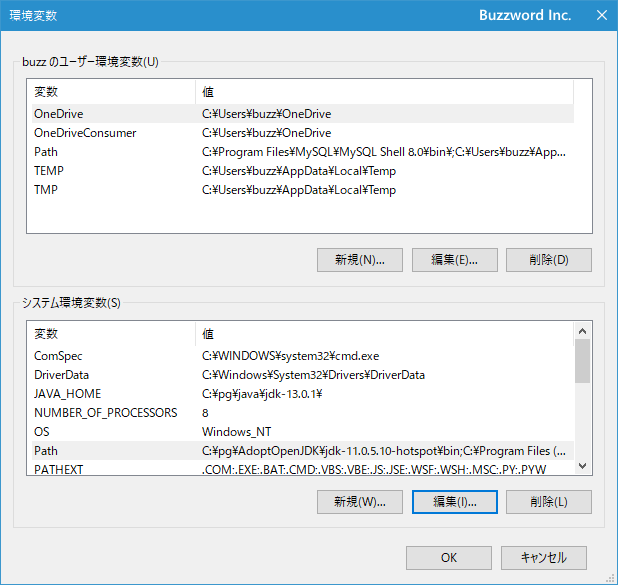 環境変数 Buzzword Inc.
buzz のユーザー環境変数(U)
変数 値
OneDrive C:¥Users¥buzz¥OneDrive
OneDriveConsumer C:¥Users¥buzz¥OneDrive
Path C:¥Program Files¥MySQL¥MySQL Shell 8.0¥bin¥;C:¥Users¥buzz¥App...
TEMP C:¥Users¥buzz¥AppData¥Local¥Temp
TMP C:¥Users¥buzz¥AppData¥Local¥Temp
新規(N)... 編集(E)... 削除(D)
システム環境変数(S)
変数 値
ComSpec C:¥WINDOWS¥system32¥cmd.exe
DriverData C:¥Windows¥System32¥Drivers¥DriverData
JAVA_HOME C:¥pg¥java¥jdk-13.0.1¥
NUMBER_OF_PROCESSORS 8
OS Windows_NT
Path C:¥pg¥AdoptOpenJDK¥jdk-11.0.5.10-hotspot¥bin;C:¥Program Files (...
PATHEXT .COM;.EXE;.BAT;.CMD;.VBS;.VBE;.JS;.JSE;.WSF;.WSH;.MSC;.PY;.PYW
新規(W)... 編集(I)... 削除(L)
OK キャンセル